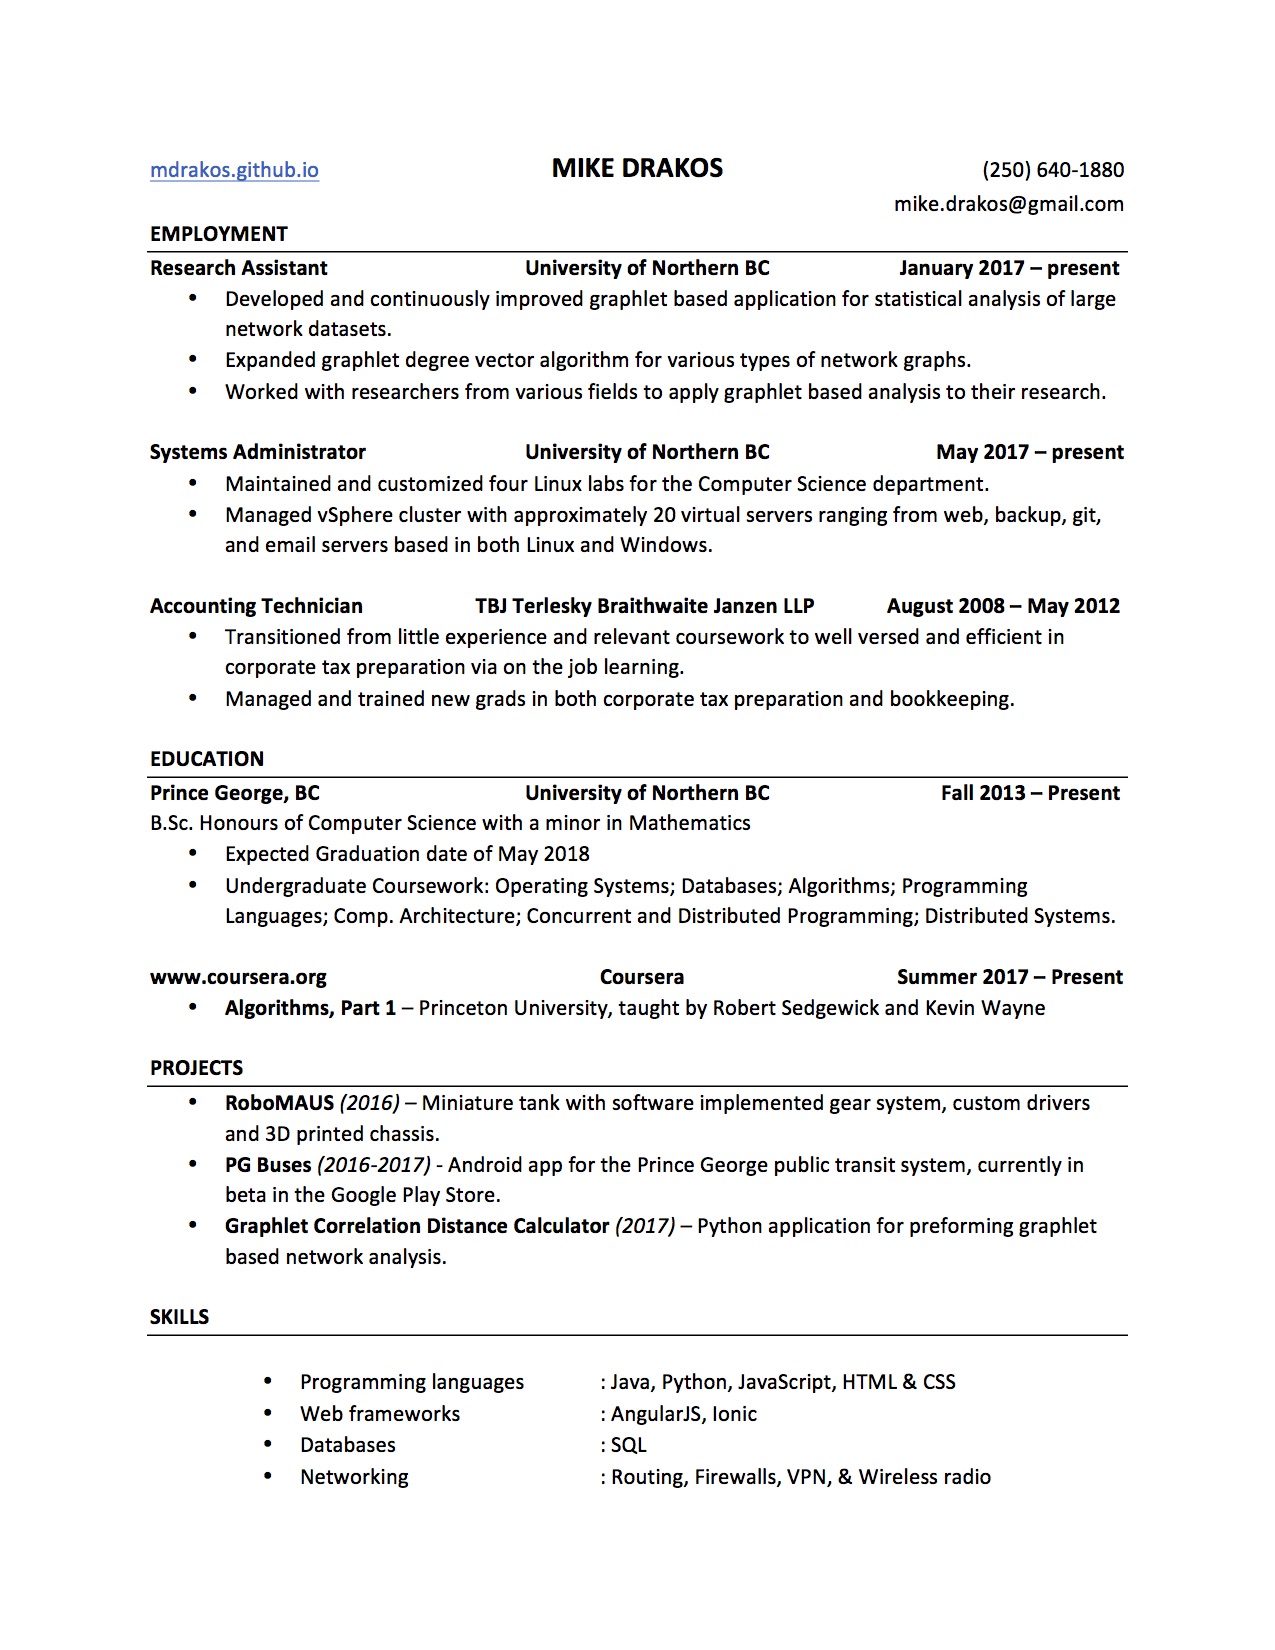 mdrakos.github.io MIKE DRAKOS (250) 640-1880
mike.drakos@gmail.com
EMPLOYMENT
Research Assistant University of Northern BC January 2017 – present
• Developed and continuously improved graphlet based application for statistical analysis of large
network datasets.
• Expanded graphlet degree vector algorithm for various types of network graphs.
• Worked with researchers from various fields to apply graphlet based analysis to their research.
Systems Administrator University of Northern BC May 2017 – present
• Maintained and customized four Linux labs for the Computer Science department.
• Managed vSphere cluster with approximately 20 virtual servers ranging from web, backup, git,
and email servers based in both Linux and Windows.
Accounting Technician TBJ Terlesky Braithwaite Janzen LLP August 2008 – May 2012
• Transitioned from little experience and relevant coursework to well versed and efficient in
corporate tax preparation via on the job learning.
• Managed and trained new grads in both corporate tax preparation and bookkeeping.
EDUCATION
Prince George, BC University of Northern BC Fall 2013 – Present
B.Sc. Honours of Computer Science with a minor in Mathematics
• Expected Graduation date of May 2018
• Undergraduate Coursework: Operating Systems; Databases; Algorithms; Programming
Languages; Comp. Architecture; Concurrent and Distributed Programming; Distributed Systems.
www.coursera.org Coursera Summer 2017 – Present
• Algorithms, Part 1 – Princeton University, taught by Robert Sedgewick and Kevin Wayne
PROJECTS
• RoboMAUS (2016) – Miniature tank with software implemented gear system, custom drivers
and 3D printed chassis.
• PG Buses (2016-2017) - Android app for the Prince George public transit system, currently in
beta in the Google Play Store.
• Graphlet Correlation Distance Calculator (2017) – Python application for preforming graphlet
based network analysis.
SKILLS
• Programming languages : Java, Python, JavaScript, HTML & CSS
• Web frameworks : AngularJS, Ionic
• Databases : SQL
• Networking : Routing, Firewalls, VPN, & Wireless radio